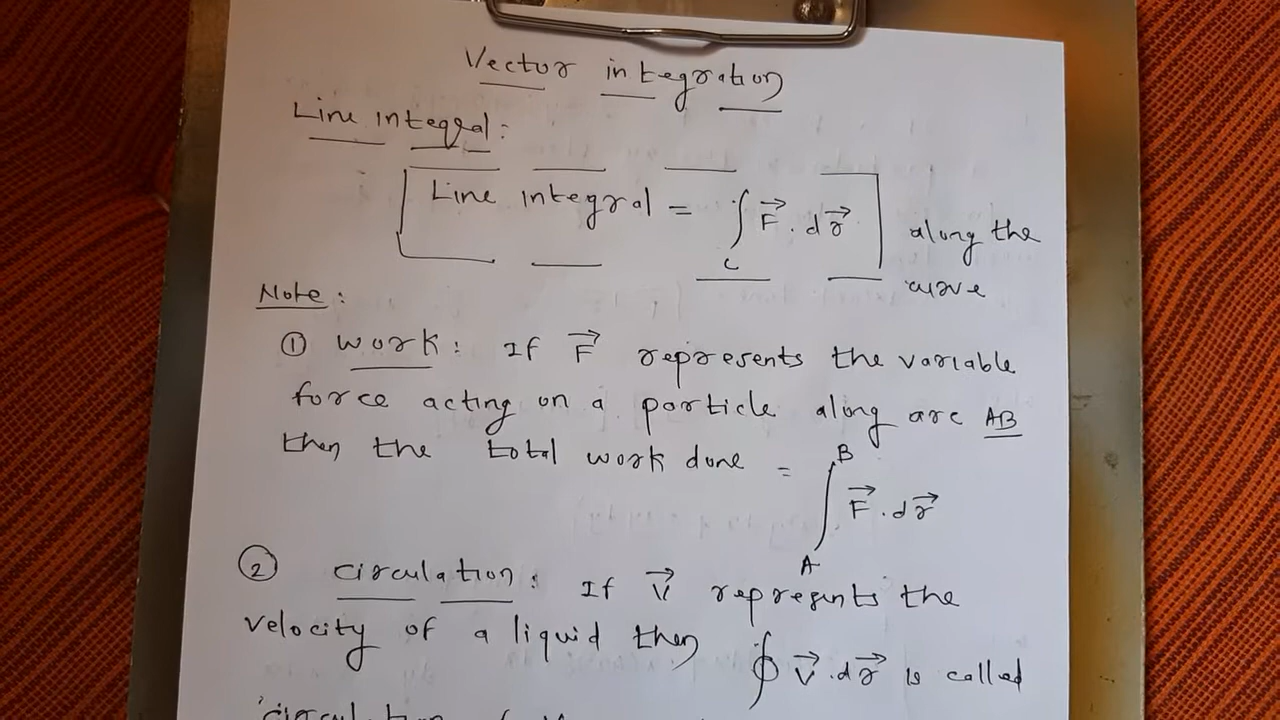 Vector integration
Line integral:
Line integral = ∫_C F⃗ . dr⃗ along the
curve
Note:
① Work: If F⃗ represents the variable
force acting on a particle along arc AB
then the total work done = ∫_A^B F⃗ . dr⃗
② circulation: If V⃗ represents the
velocity of a liquid then ∮ V⃗ . dr⃗ is called